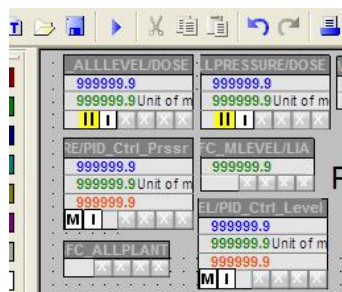 _ALLLEVEL/DOSE
999999.9
999999.9 Unit of m
II I X X X X
LPRESSURE/DOSE
999999.9
999999.9 Unit of m
II I X X X X
RE/PID_Ctrl_Prssr
999999.9
999999.9 Unit of m
999999.9
M I X X X X
FC_MLEVEL/LIA
999999.9
X X X X
EL/PID_Ctrl_Level
999999.9
999999.9 Unit of m
999999.9
M I X X X X
FC_ALLPLANT
X X X X